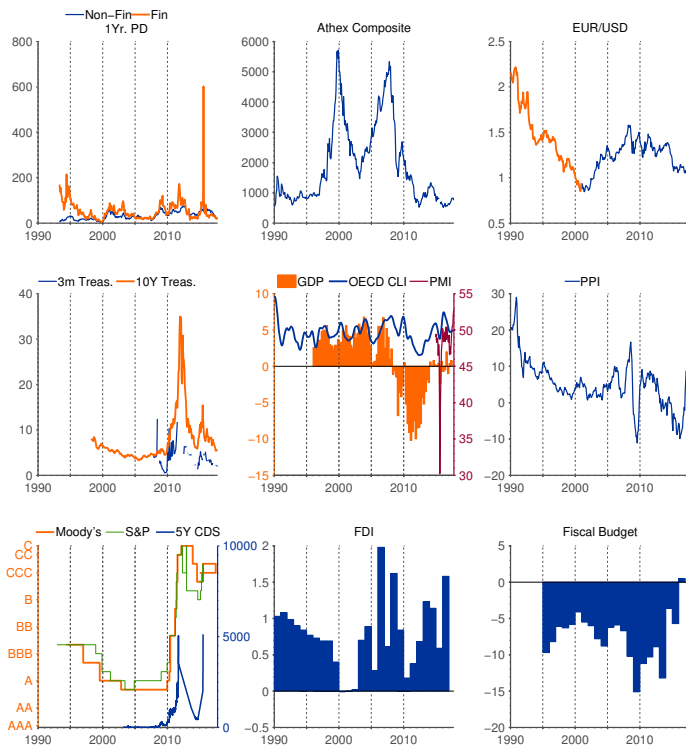 Non−Fin Fin
1Yr. PD
800
600
400
200
0
1990 2000 2010
Athex Composite
6000
5000
4000
3000
2000
1000
0
1990 2000 2010
EUR/USD
2.5
2
1.5
1
0.5
1990 2000 2010
3m Treas. 10Y Treas.
40
30
20
10
0
1990 2000 2010
GDP OECD CLI PMI
10
5
0
−5
−10
−15
55
50
45
40
35
30
1990 2000 2010
PPI
30
20
10
0
−10
−20
1990 2000 2010
Moody's S&P 5Y CDS
C
CC
CCC
B
BB
BBB
A
AA
AAA
10000
5000
0
1990 2000 2010
FDI
2
1.5
1
0.5
0
−0.5
1990 2000 2010
Fiscal Budget
5
0
−5
−10
−15
−20
1990 2000 2010